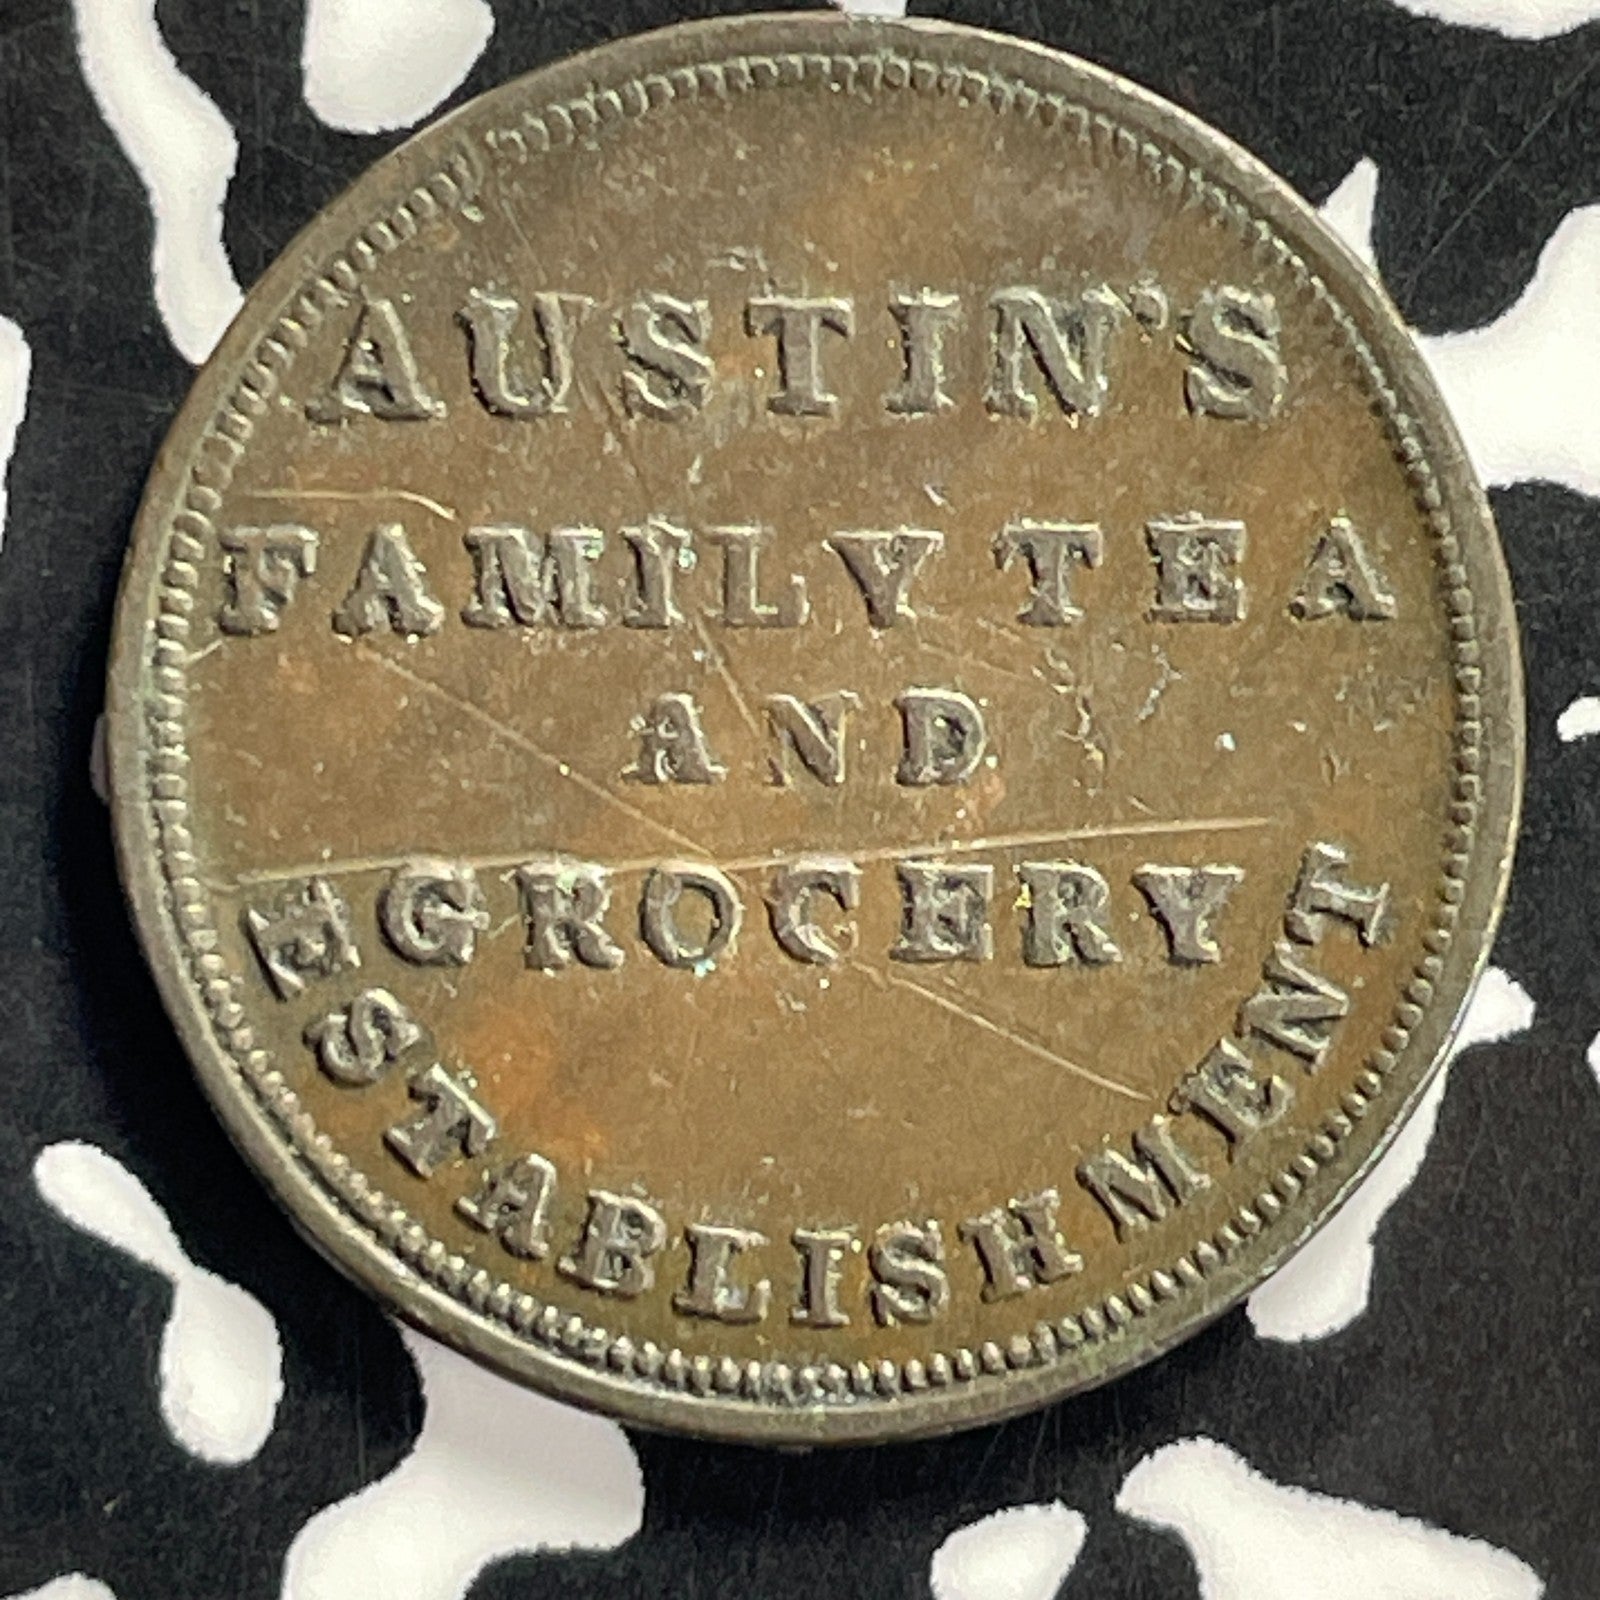 AUSTIN'S
FAMILY TEA
AND
GROCERY
ESTABLISHMENT